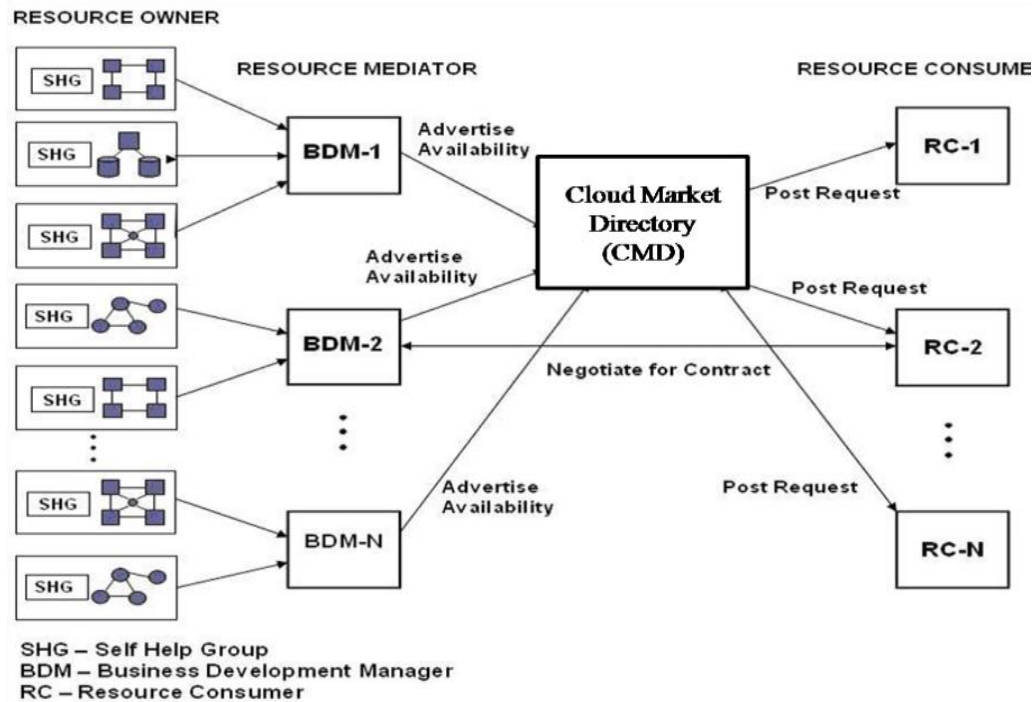 RESOURCE OWNER
RESOURCE MEDIATOR
RESOURCE CONSUME
SHG
SHG
SHG
SHG
SHG
SHG
SHG
BDM-1
BDM-2
BDM-N
Advertise
Availability
Advertise
Availability
Advertise
Availability
Cloud Market
Directory
(CMD)
Post Request
Post Request
Negotiate for Contract
Post Request
RC-1
RC-2
RC-N
SHG – Self Help Group
BDM – Business Development Manager
RC – Resource Consumer